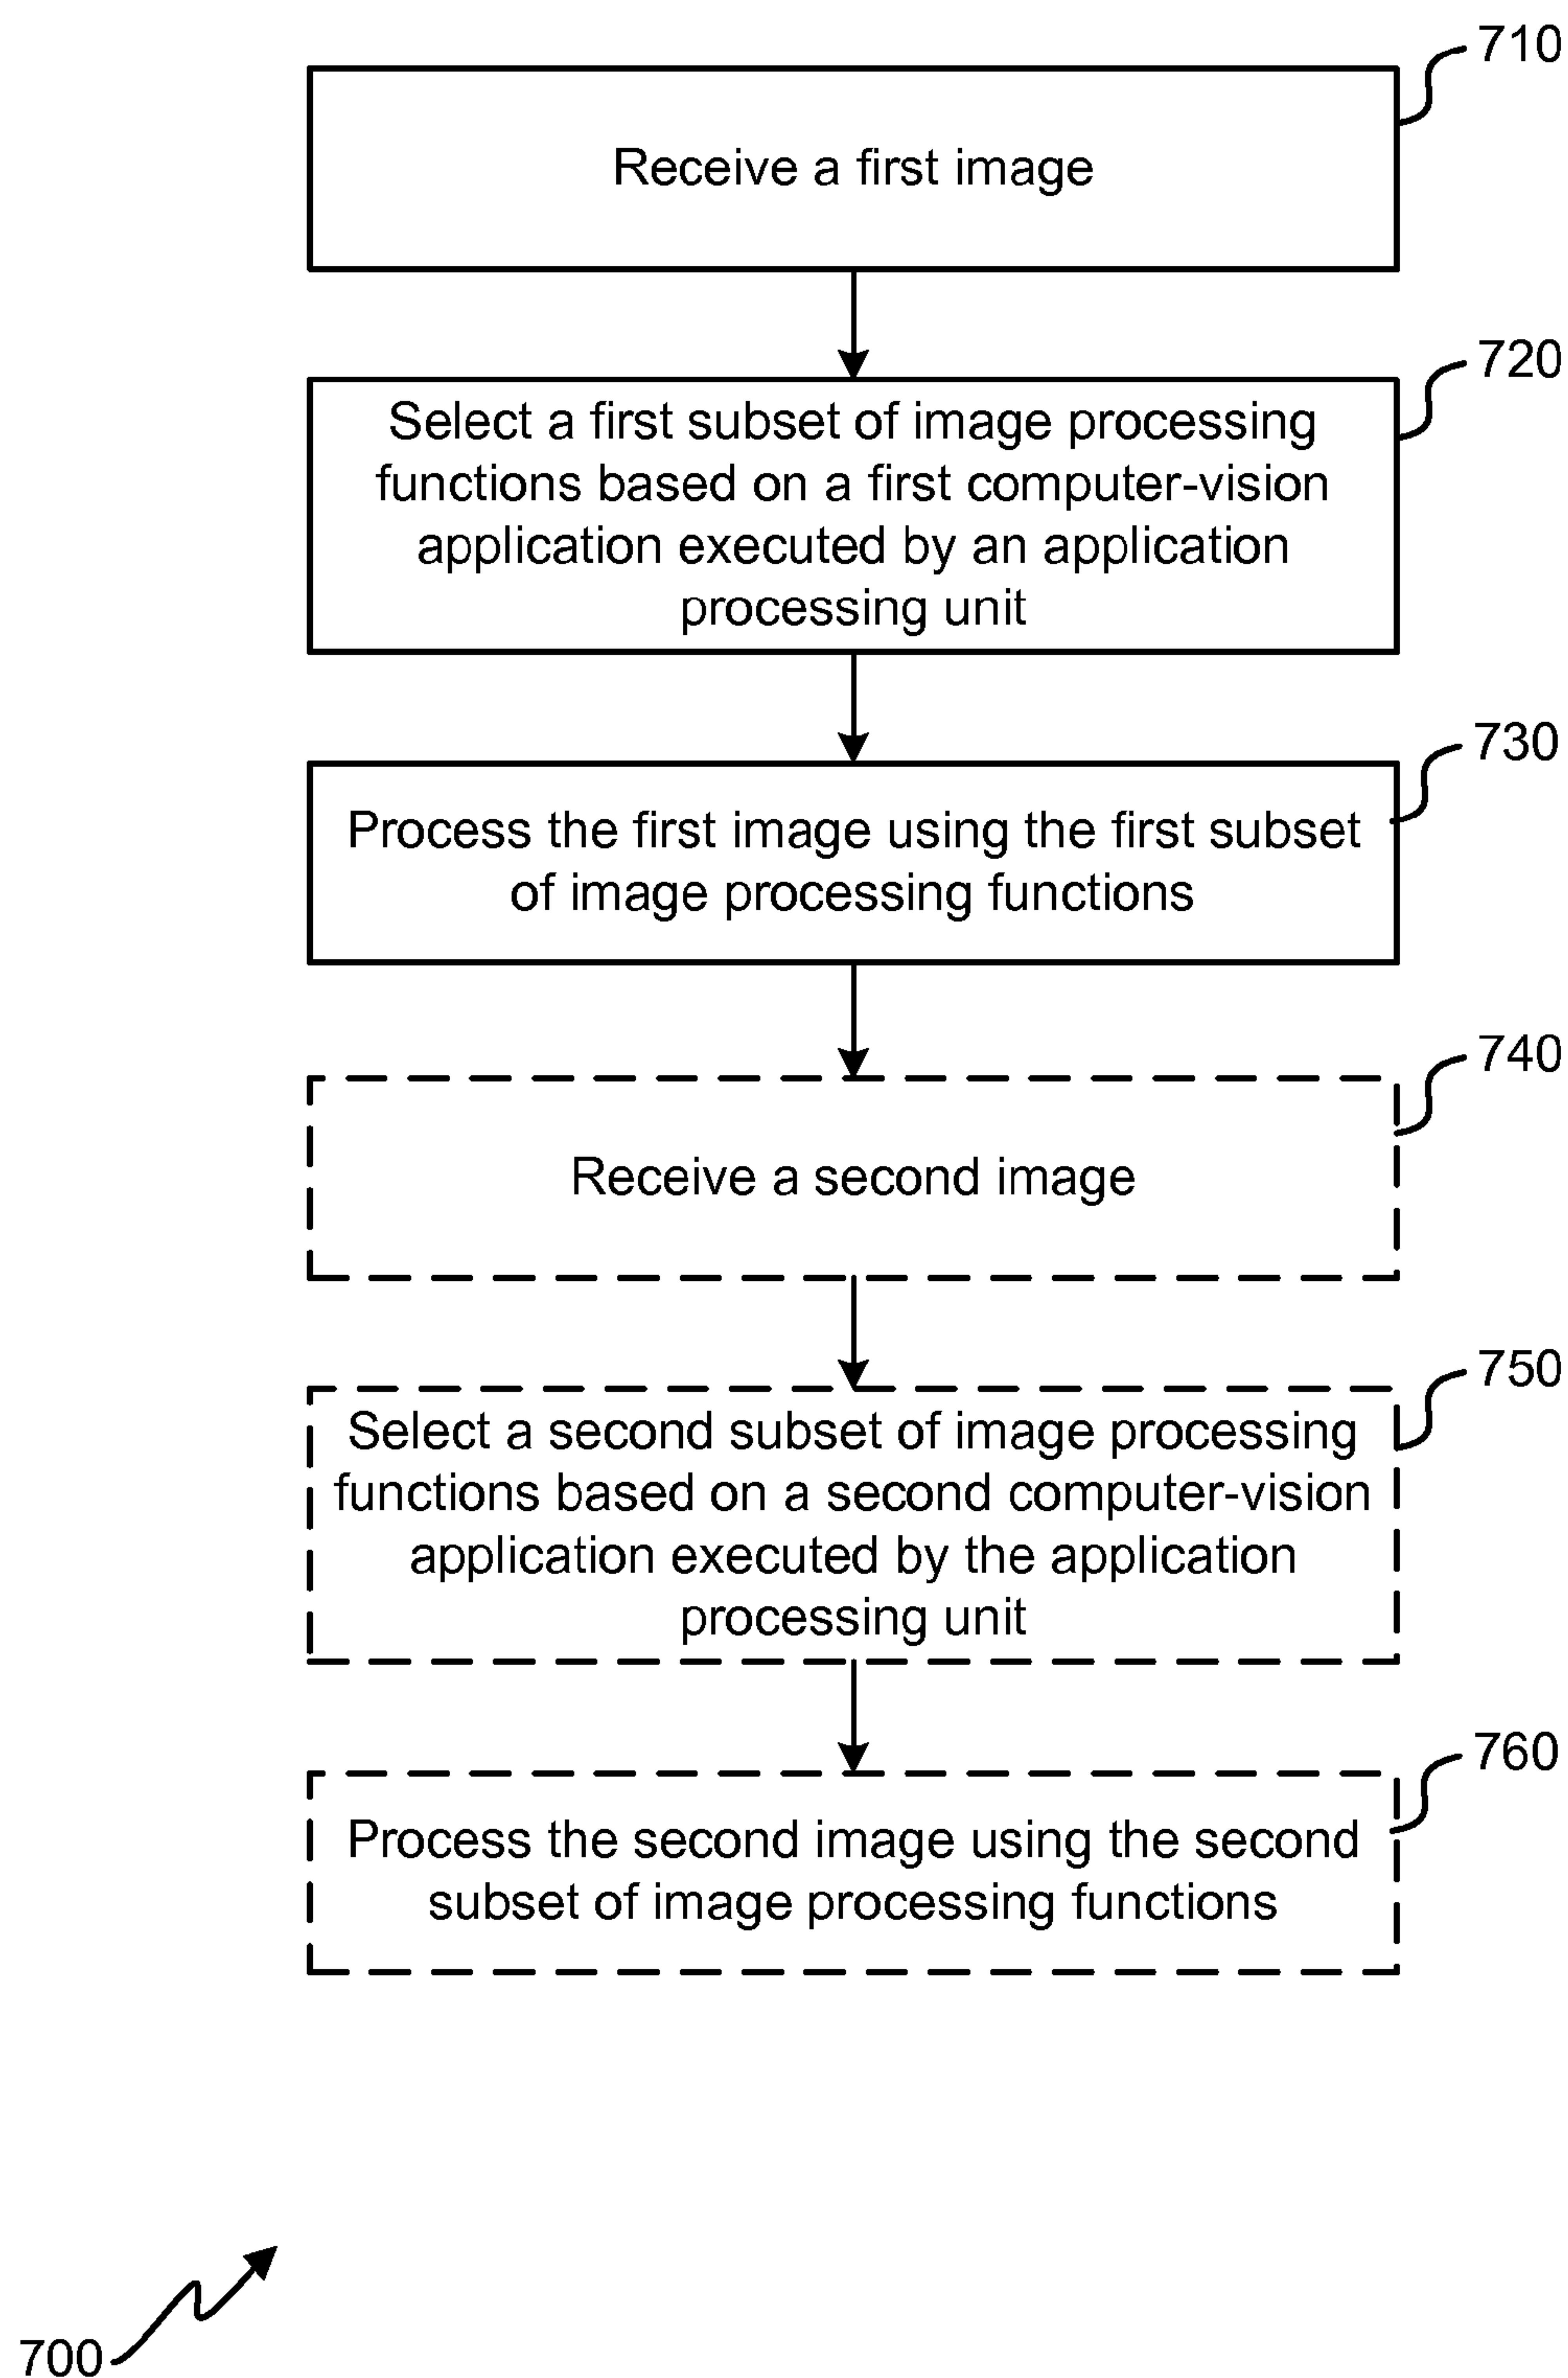 710
Receive a first image
720
Select a first subset of image processing
functions based on a first computer-vision
application executed by an application
processing unit
730
Process the first image using the first subset
of image processing functions
740
Receive a second image
750
Select a second subset of image processing
functions based on a second computer-vision
application executed by the application
processing unit
760
Process the second image using the second
subset of image processing functions
700